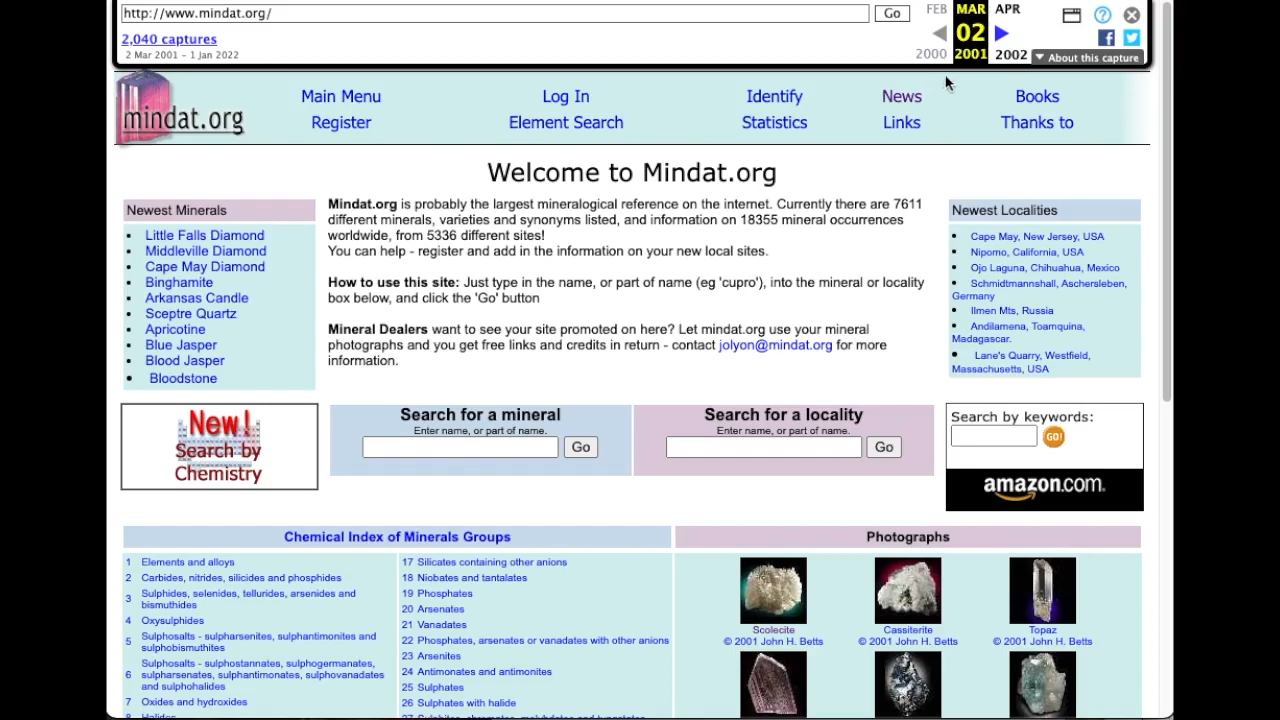 http://www.mindat.org/
Go
FEB MAR APR
02
2000 2001 2002
2,040 captures
2 Mar 2001 – 1 Jan 2022
About this capture
mindat.org
Main Menu
Log In
Identify
News
Books
Register
Element Search
Statistics
Links
Thanks to
Welcome to Mindat.org
Newest Minerals
Little Falls Diamond
Middleville Diamond
Cape May Diamond
Binghamite
Arkansas Candle
Sceptre Quartz
Apricotine
Blue Jasper
Blood Jasper
Bloodstone
Mindat.org is probably the largest mineralogical reference on the internet. Currently there are 7611
different minerals, varieties and synonyms listed, and information on 18355 mineral occurrences
worldwide, from 5336 different sites!
You can help - register and add in the information on your new local sites.
How to use this site: Just type in the name, or part of name (eg 'cupro'), into the mineral or locality
box below, and click the 'Go' button
Mineral Dealers want to see your site promoted on here? Let mindat.org use your mineral
photographs and you get free links and credits in return - contact jolyon@mindat.org for more
information.
Newest Localities
Cape May, New Jersey, USA
Nipomo, California, USA
Ojo Laguna, Chihuahua, Mexico
Schmidtmannshall, Aschersleben,
Germany
Ilmen Mts, Russia
Andilamena, Toamquina,
Madagascar.
Lane's Quarry, Westfield,
Massachusetts, USA
New!
Search by
Chemistry
Search for a mineral
Enter name, or part of name.
Go
Search for a locality
Enter name, or part of name.
Go
Search by keywords:
GO!
amazon.com.
Chemical Index of Minerals Groups
1 Elements and alloys
2 Carbides, nitrides, silicides and phosphides
3 Sulphides, selenides, tellurides, arsenides and
bismuthides
4 Oxysulphides
5 Sulphosalts - sulpharsenites, sulphantimonites and
sulphobismuthites
6 Sulphosalts - sulphostannates, sulphogermanates,
sulpharsenates, sulphantimonates, sulphovanadates
and sulphohalides
7 Oxides and hydroxides
8 Halides
17 Silicates containing other anions
18 Niobates and tantalates
19 Phosphates
20 Arsenates
21 Vanadates
22 Phosphates, arsenates or vanadates with other anions
23 Arsenites
24 Antimonates and antimonites
25 Sulphates
26 Sulphates with halide
27 Sulphites, chromates, molybdates and tungstates
Photographs
Scolecite
© 2001 John H. Betts
Cassiterite
© 2001 John H. Betts
Topaz
© 2001 John H. Betts